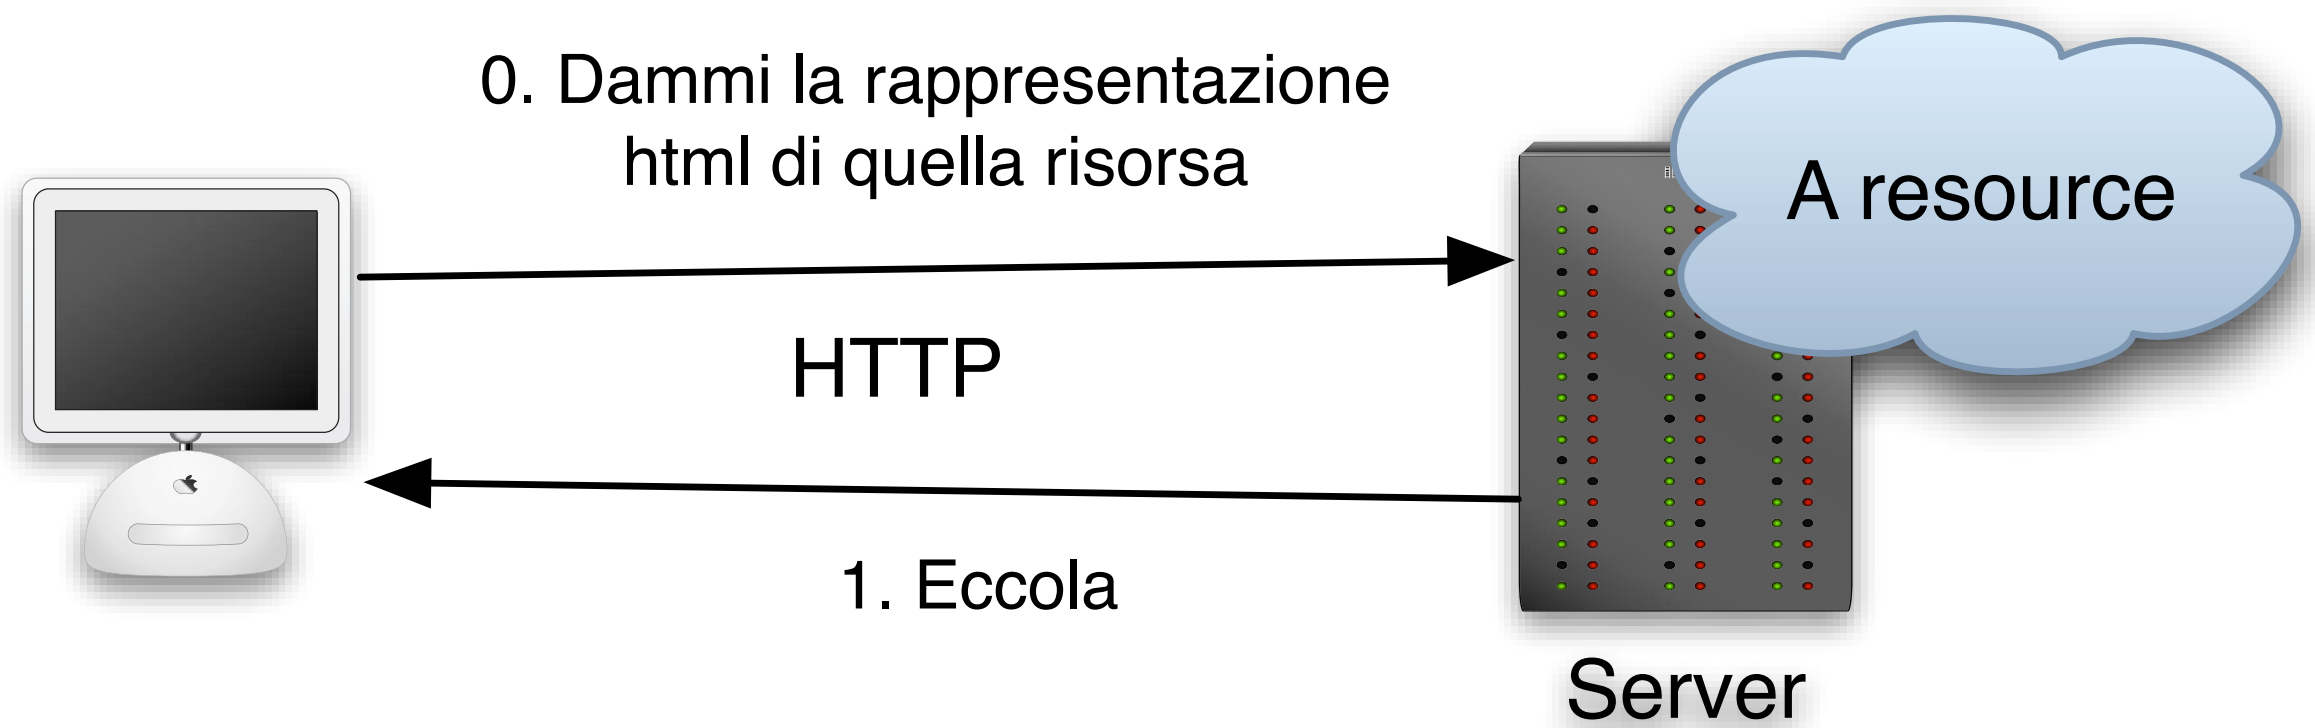 0. Dammi la rappresentazione
html di quella risorsa
A resource
HTTP
1. Eccola
Server